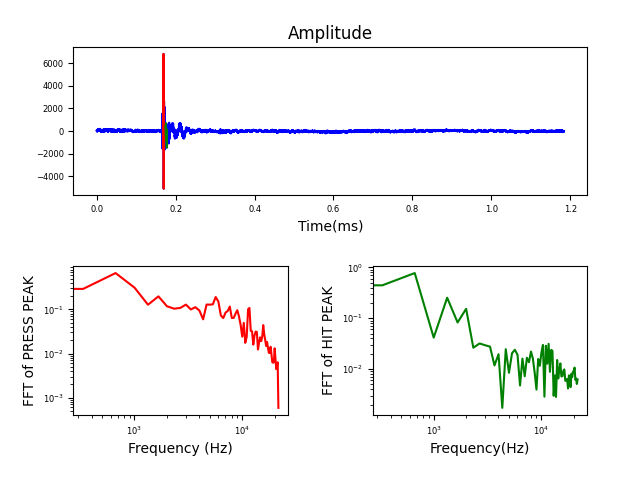 Amplitude
6000
4000
2000
0
−2000
−4000
0.0 0.2 0.4 0.6 0.8 1.0 1.2
Time(ms)
FFT of PRESS PEAK
10⁻¹
10⁻²
10⁻³
10³ 10⁴
Frequency (Hz)
FFT of HIT PEAK
10⁰
10⁻¹
10⁻²
10³ 10⁴
Frequency(Hz)